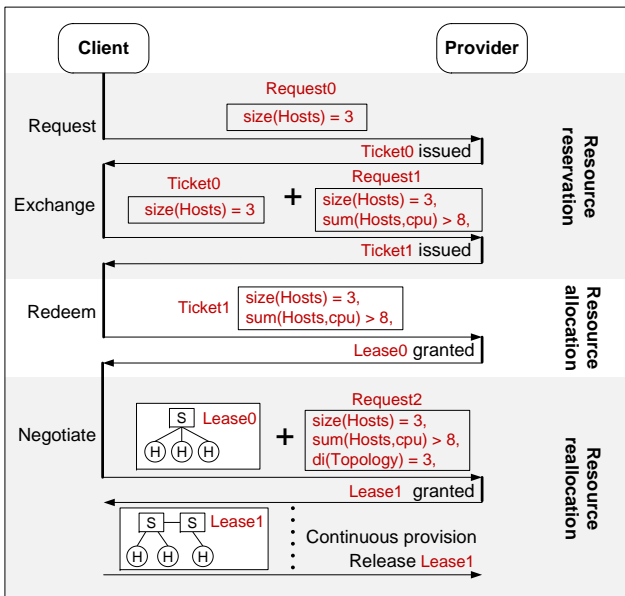 Client
Provider
Request0
size(Hosts) = 3
Request
Ticket0 issued
Resource reservation
Ticket0
size(Hosts) = 3
+
Request1
size(Hosts) = 3,
sum(Hosts,cpu) > 8,
Exchange
Ticket1 issued
Redeem
Ticket1
size(Hosts) = 3,
sum(Hosts,cpu) > 8,
Lease0 granted
Resource allocation
Negotiate
S
Lease0
H H H
+
Request2
size(Hosts) = 3,
sum(Hosts,cpu) > 8,
di(Topology) = 3,
Lease1 granted
Resource reallocation
S S
Lease1
H H H
Continuous provision
Release Lease1